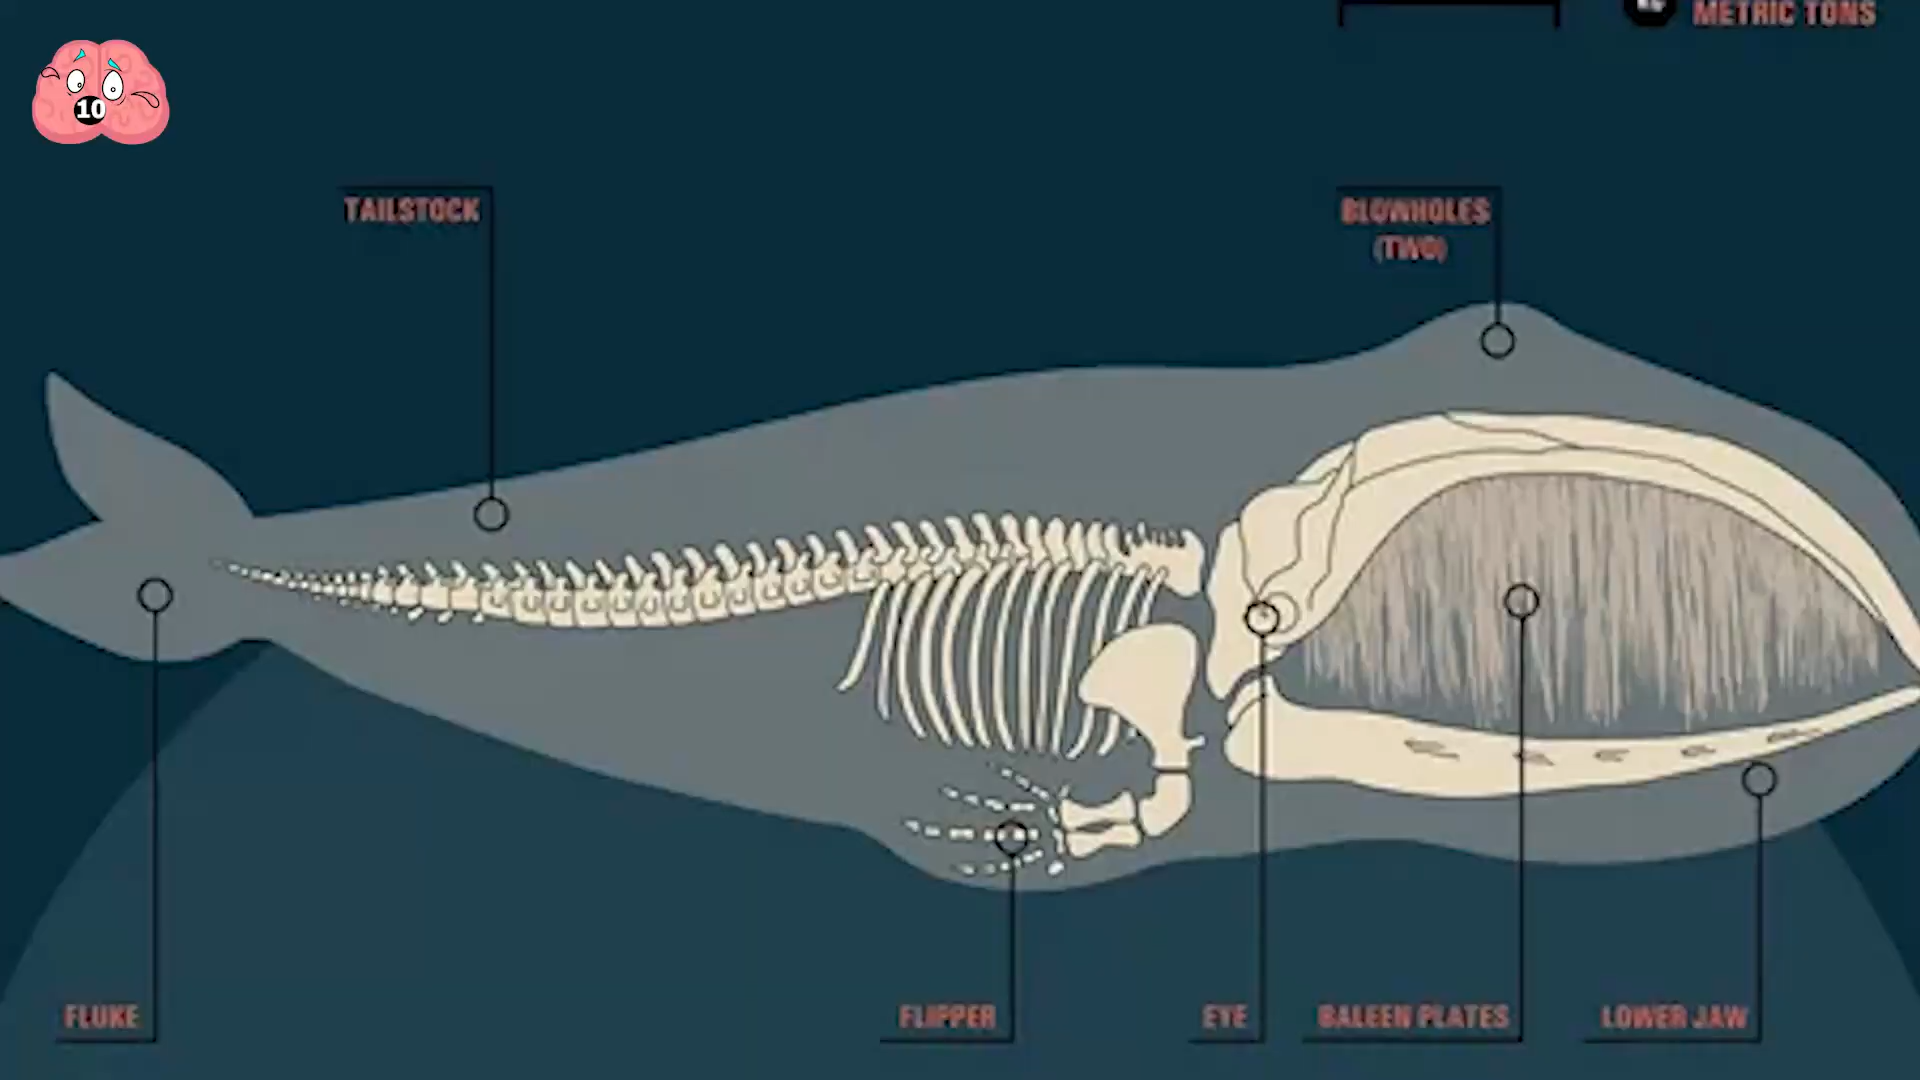 METRIC TONS
10
TAILSTOCK
BLOWHOLES
(TWO)
FLUKE
FLIPPER
EYE
BALEEN PLATES
LOWER JAW